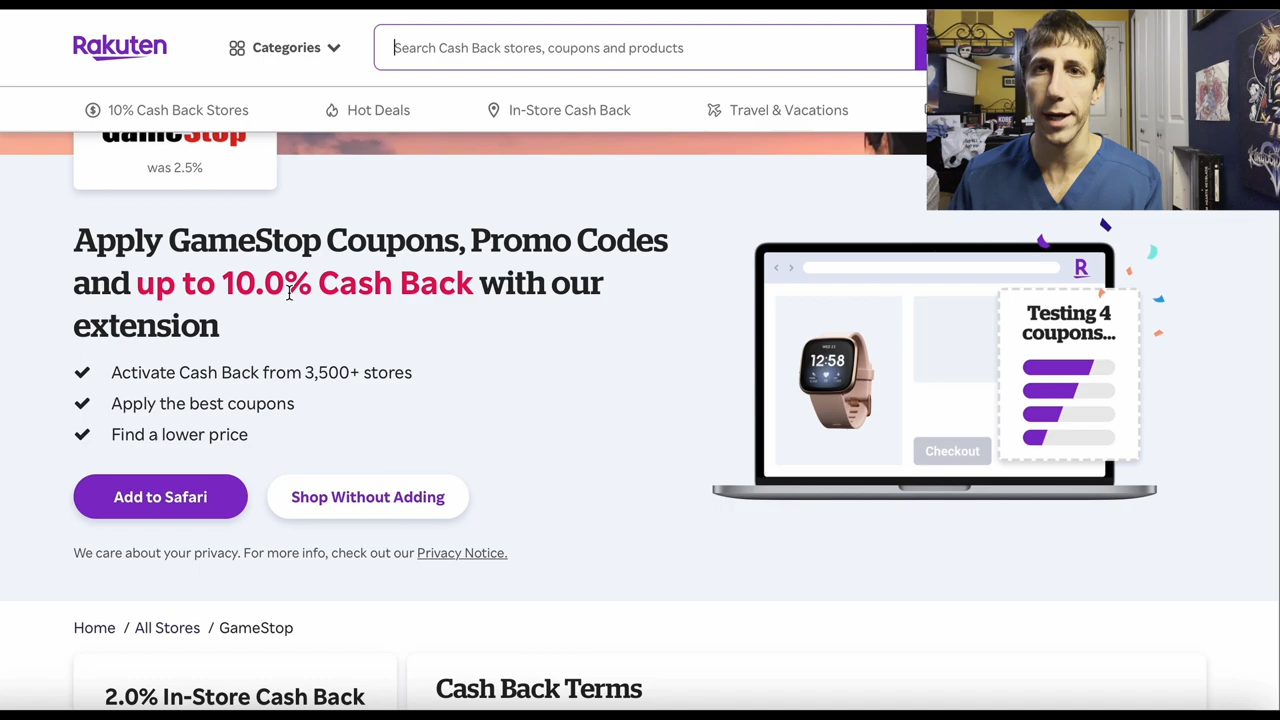 Rakuten
Categories
Search Cash Back stores, coupons and products
10% Cash Back Stores
Hot Deals
In-Store Cash Back
Travel & Vacations
GameStop
was 2.5%
Apply GameStop Coupons, Promo Codes
and up to 10.0% Cash Back with our
extension
Activate Cash Back from 3,500+ stores
Apply the best coupons
Find a lower price
Add to Safari
Shop Without Adding
We care about your privacy. For more info, check out our Privacy Notice.
R
Testing 4
coupons...
12:58
Checkout
Home / All Stores / GameStop
2.0% In-Store Cash Back
Cash Back Terms